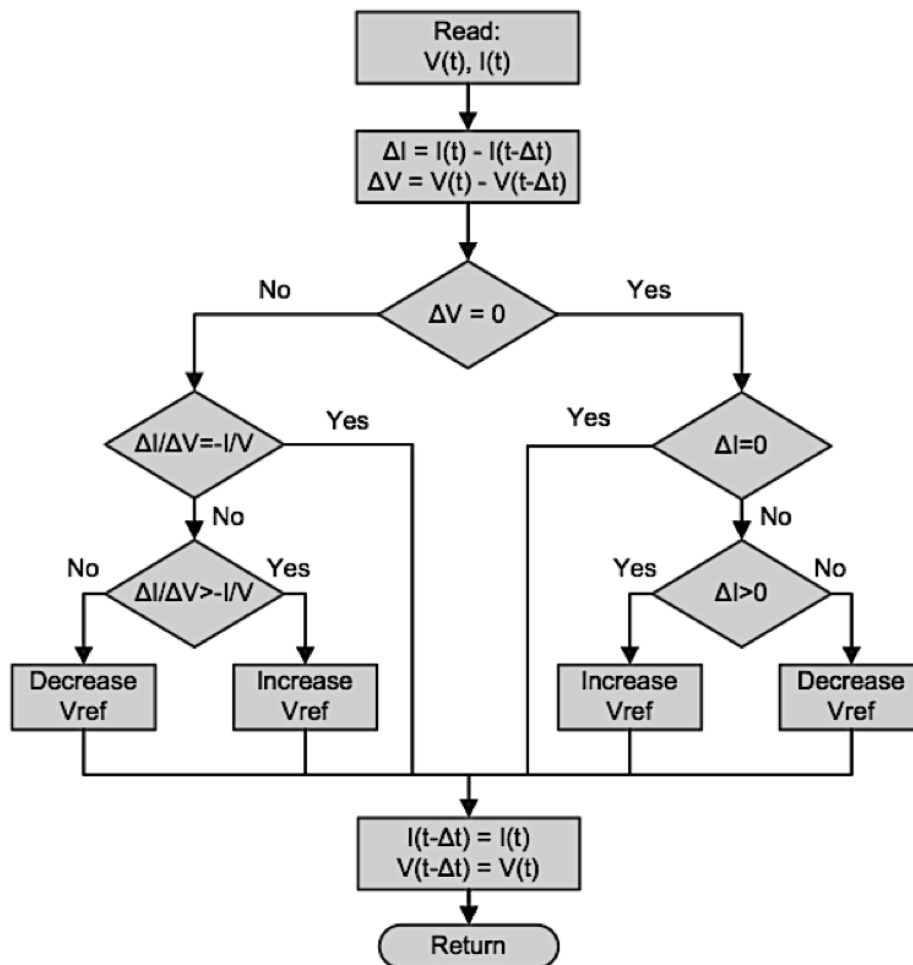 Read:
V(t), I(t)
ΔI = I(t) - I(t-Δt)
ΔV = V(t) - V(t-Δt)
No
Yes
ΔV = 0
ΔI/ΔV=-I/V
Yes
Yes
ΔI=0
No
No
No
ΔI/ΔV>-I/V
Yes
Yes
ΔI>0
No
Decrease
Vref
Increase
Vref
Increase
Vref
Decrease
Vref
I(t-Δt) = I(t)
V(t-Δt) = V(t)
Return